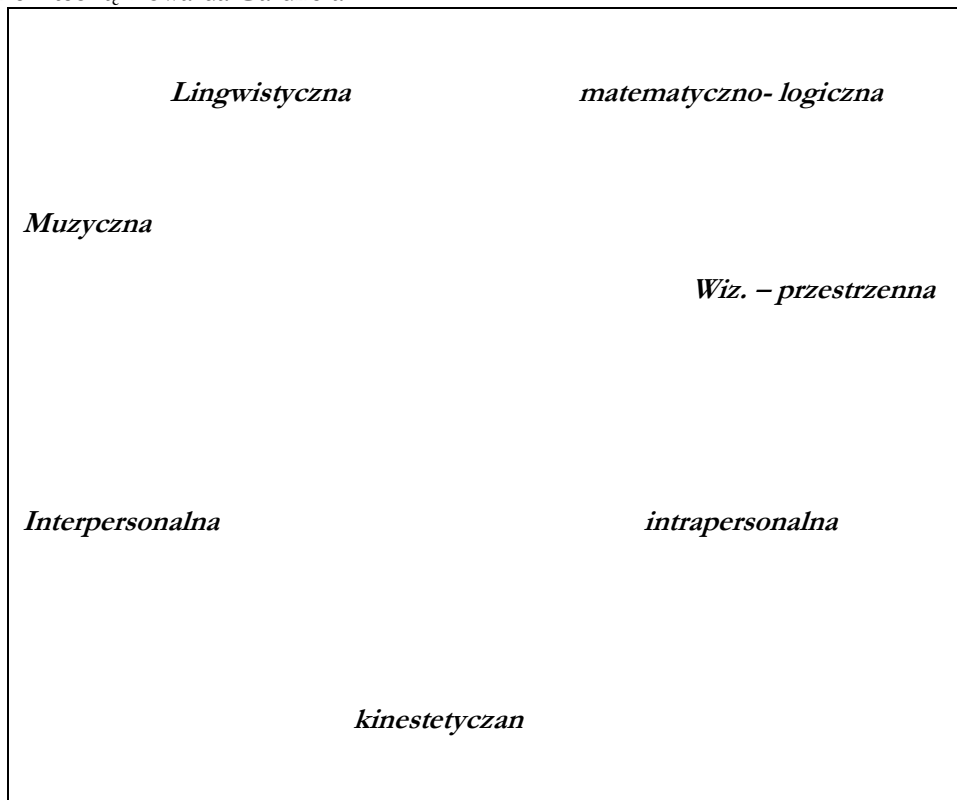 Lingwistyczna matematyczno- logiczna
Muzyczna
Wiz. – przestrzenna
Interpersonalna intrapersonalna
kinestetyczan